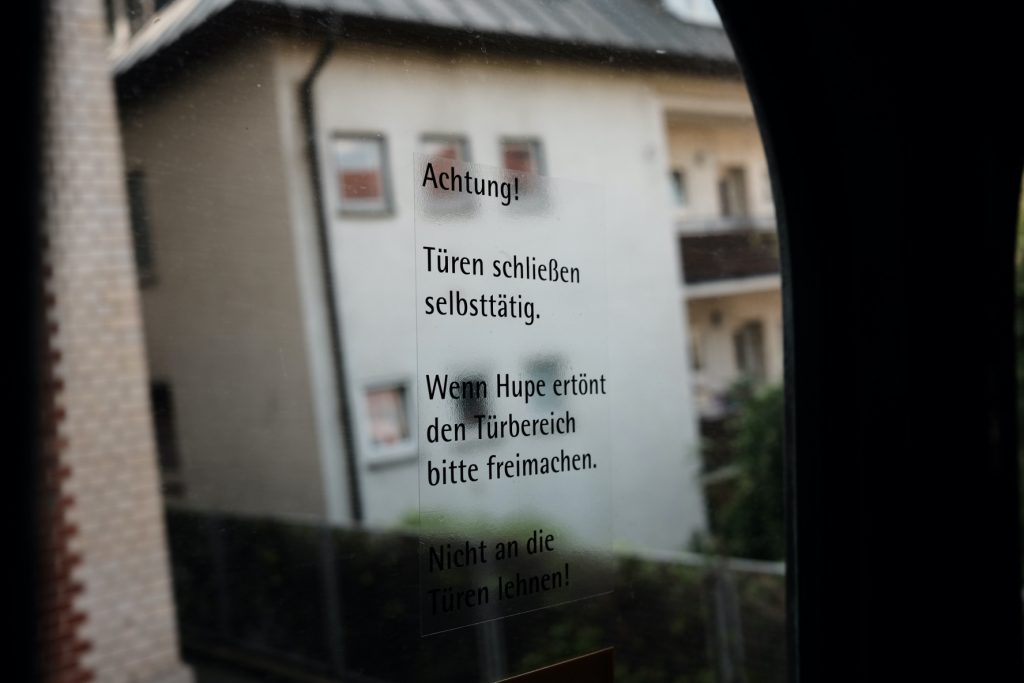 Achtung!
Türen schließen
selbsttätig.
Wenn Hupe ertönt
den Türbereich
bitte freimachen.
Nicht an die
Türen lehnen!